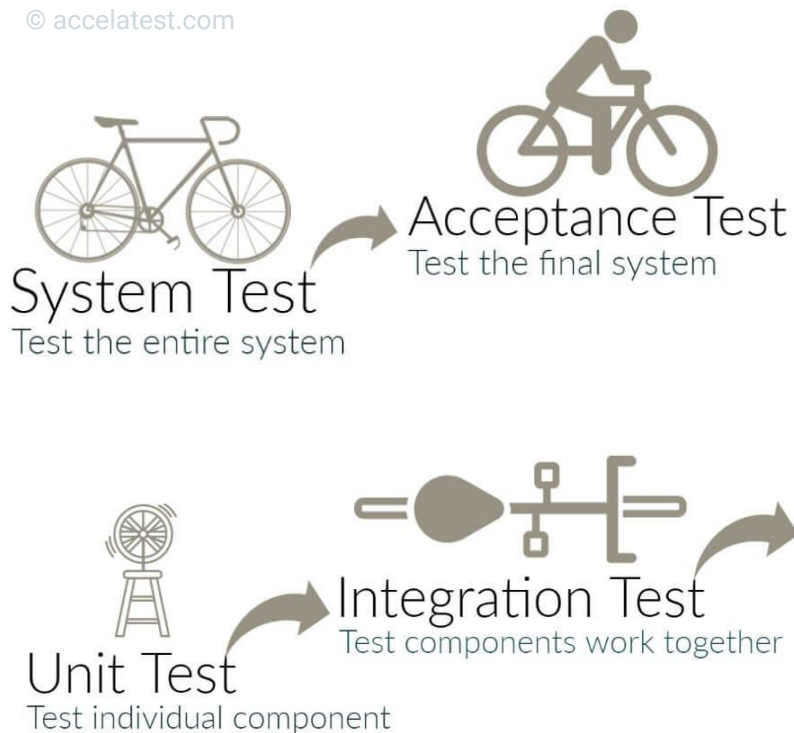 © accelatest.com
Acceptance Test
Test the final system
System Test
Test the entire system
Integration Test
Test components work together
Unit Test
Test individual component